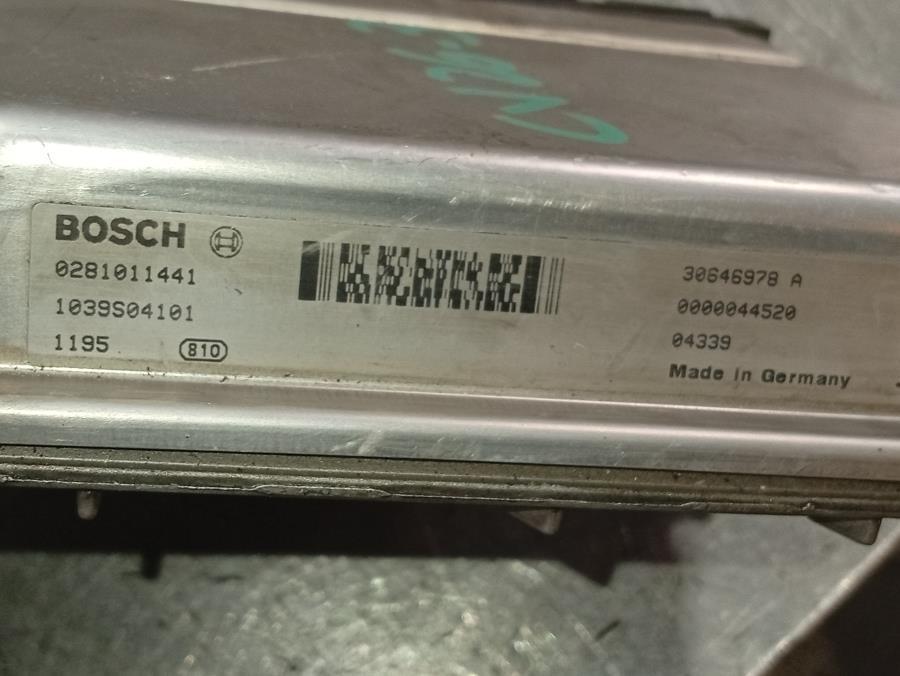 BOSCH
0281011441
1039S04101
1195 810
30646978 A
0000044520
04339
Made in Germany